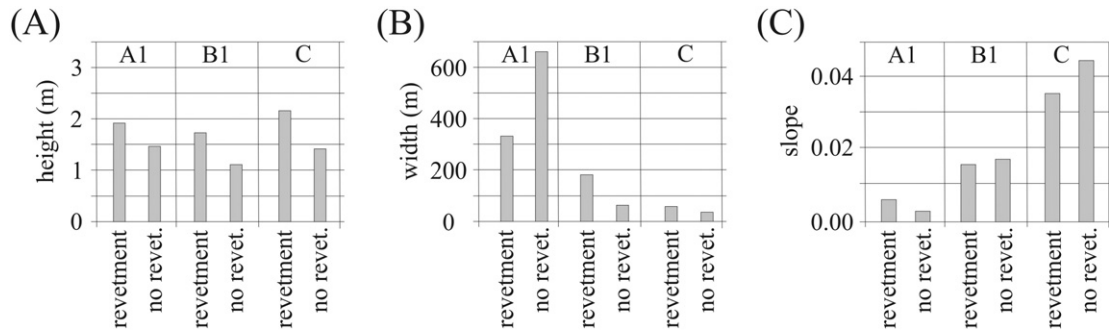 (A)
A1 B1 C
3
2
1
0
height (m)
revetment
no revet.
revetment
no revet.
revetment
no revet.
(B)
A1 B1 C
600
400
200
0
width (m)
revetment
no revet.
revetment
no revet.
revetment
no revet.
(C)
A1 B1 C
0.04
0.02
0.00
slope
revetment
no revet.
revetment
no revet.
revetment
no revet.